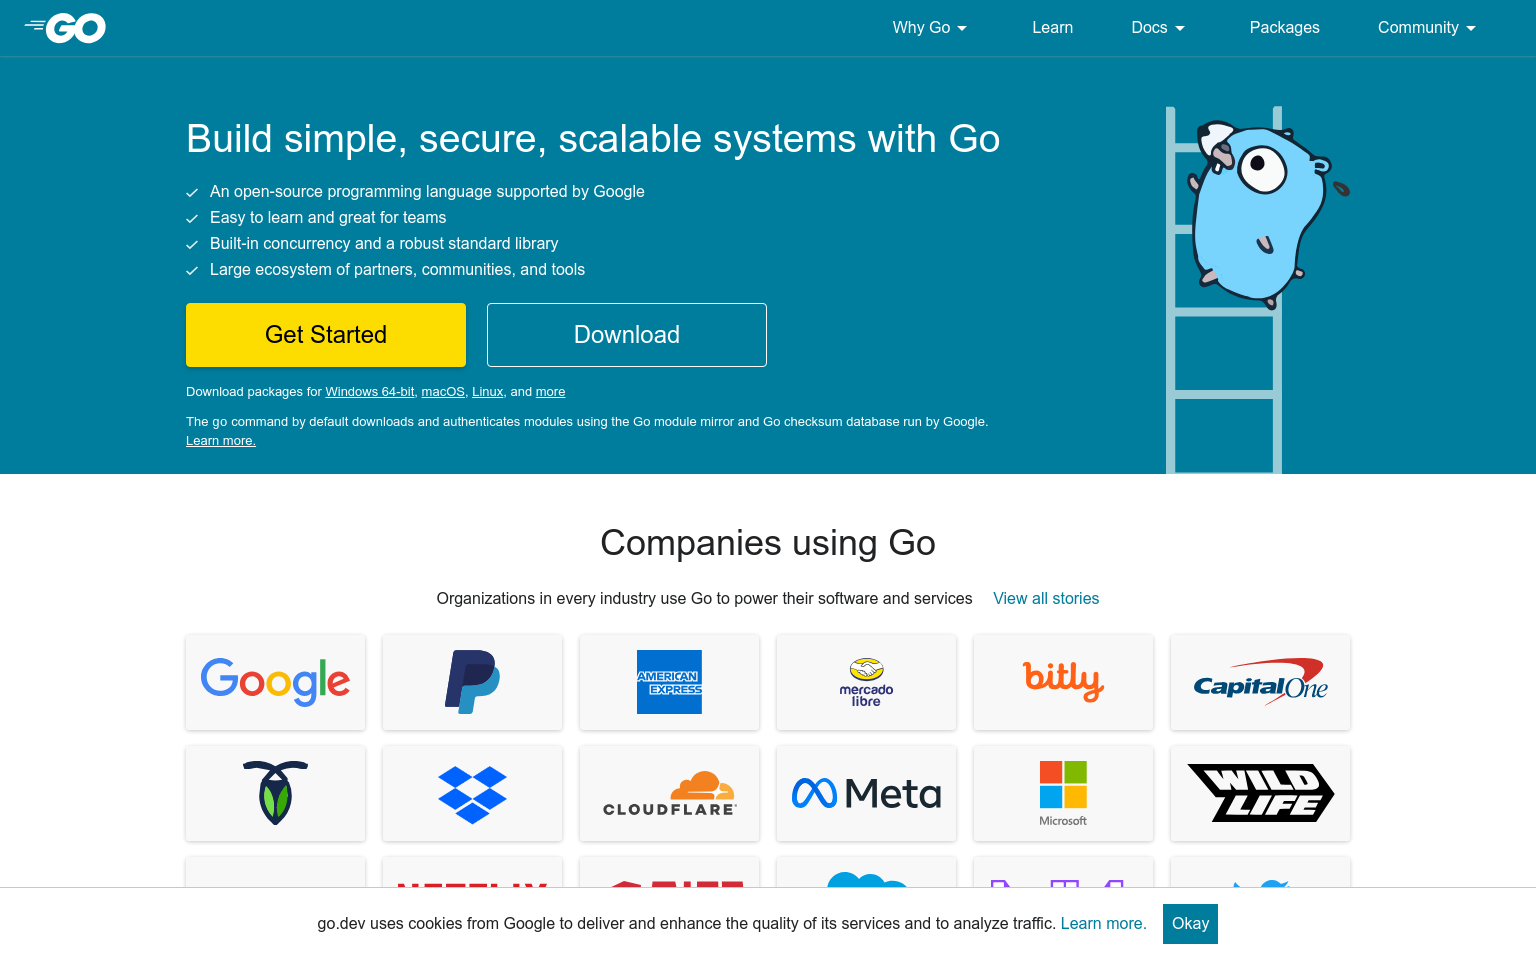 GO
Why Go
Learn
Docs
Packages
Community
Build simple, secure, scalable systems with Go
An open-source programming language supported by Google
Easy to learn and great for teams
Built-in concurrency and a robust standard library
Large ecosystem of partners, communities, and tools
Get Started
Download
Download packages for Windows 64-bit, macOS, Linux, and more
The go command by default downloads and authenticates modules using the Go module mirror and Go checksum database run by Google.
Learn more.
Companies using Go
Organizations in every industry use Go to power their software and services
View all stories
Google
AMERICAN
EXPRESS
mercado
libre
bitly
Capital One
CLOUDFLARE
Meta
Microsoft
WILD
LIFE
NETFLIX
go.dev uses cookies from Google to deliver and enhance the quality of its services and to analyze traffic. Learn more.
Okay